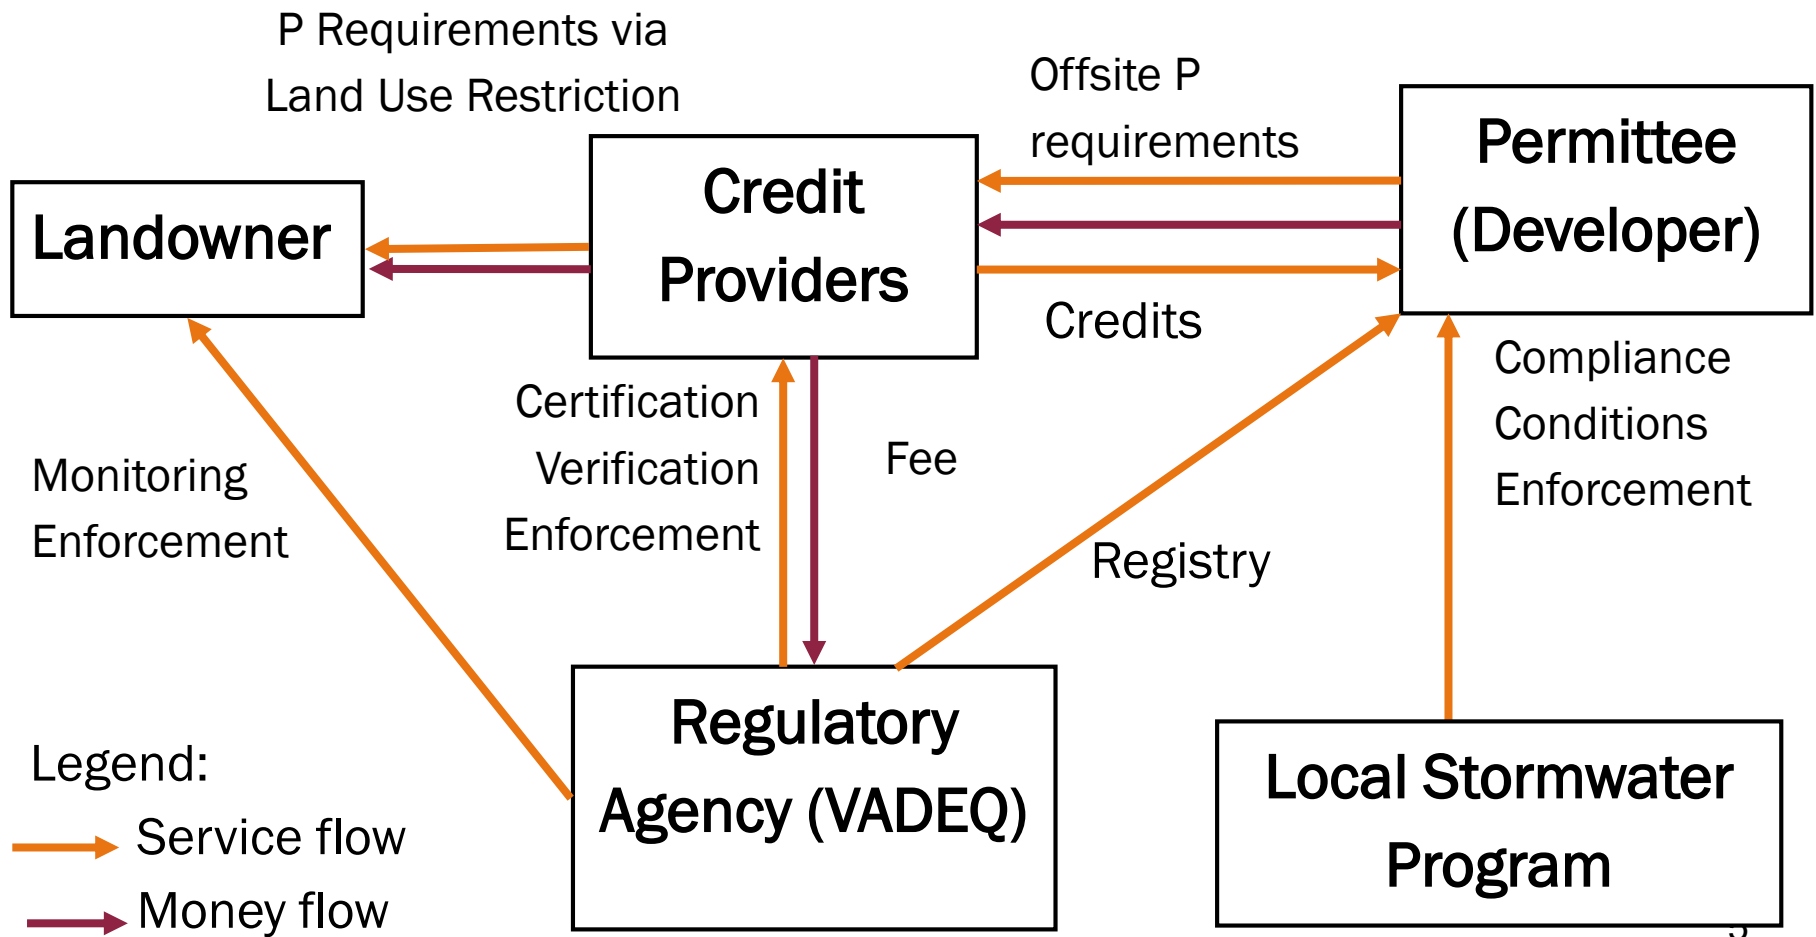 P Requirements via
Land Use Restriction
Offsite P
requirements
Permittee
(Developer)
Credit
Providers
Landowner
Credits
Compliance
Conditions
Enforcement
Certification
Verification
Enforcement
Fee
Monitoring
Enforcement
Registry
Regulatory
Agency (VADEQ)
Local Stormwater
Program
Legend:
Service flow
Money flow